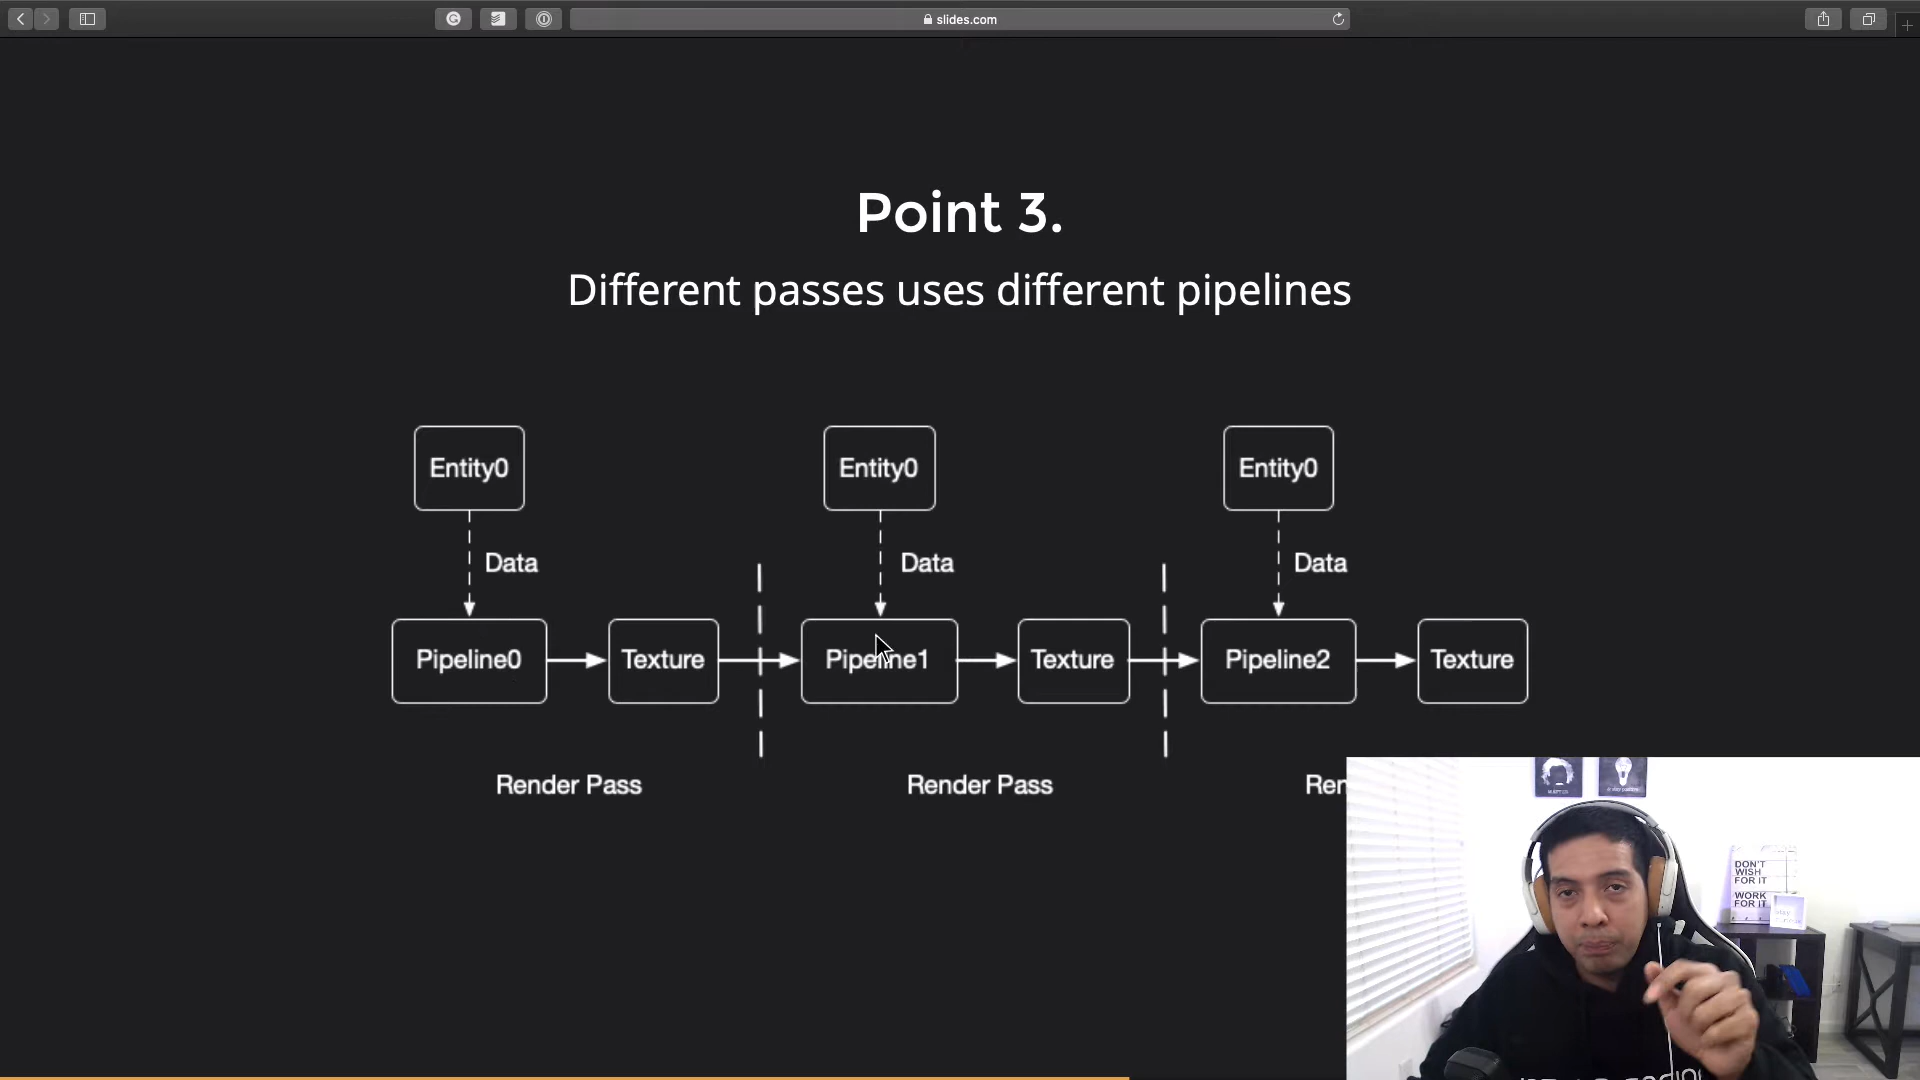 slides.com
Point 3.
Different passes uses different pipelines
Entity0 Entity0 Entity0
Data Data Data
Pipeline0 Texture Pipeline1 Texture Pipeline2 Texture
Render Pass Render Pass Ren
DON'T
WISH
FOR IT
WORK
FOR IT